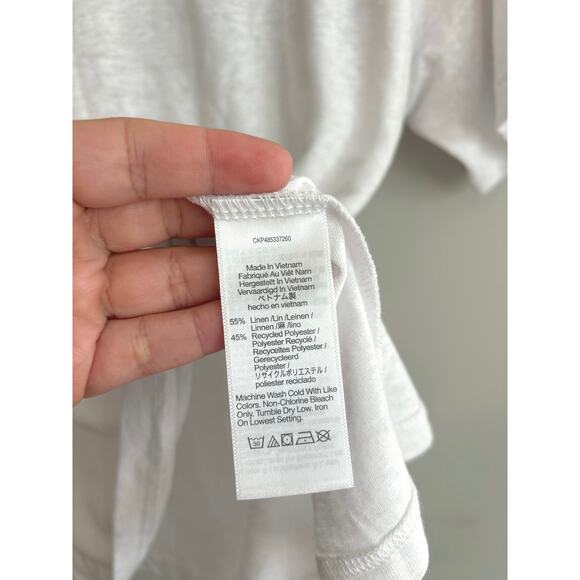 CKP485337260
Made In Vietnam
Fabriqué Au Viêt Nam
Hergestellt in Vietnam
Vervaardigd In Vietnam
ベトナム製
hecho en vietnam
55% Linen /Lin /Leinen /
Linnen /麻 /lino
45% Recycled Polyester /
Polyester Recyclé /
Recyceltes Polyester /
Gerecycleerd
Polyester /
リサイクルポリエステル /
poliester reciclado
Machine Wash Cold With Like
Colors. Non-Chlorine Bleach
Only. Tumble Dry Low. Iron
On Lowest Setting.
30